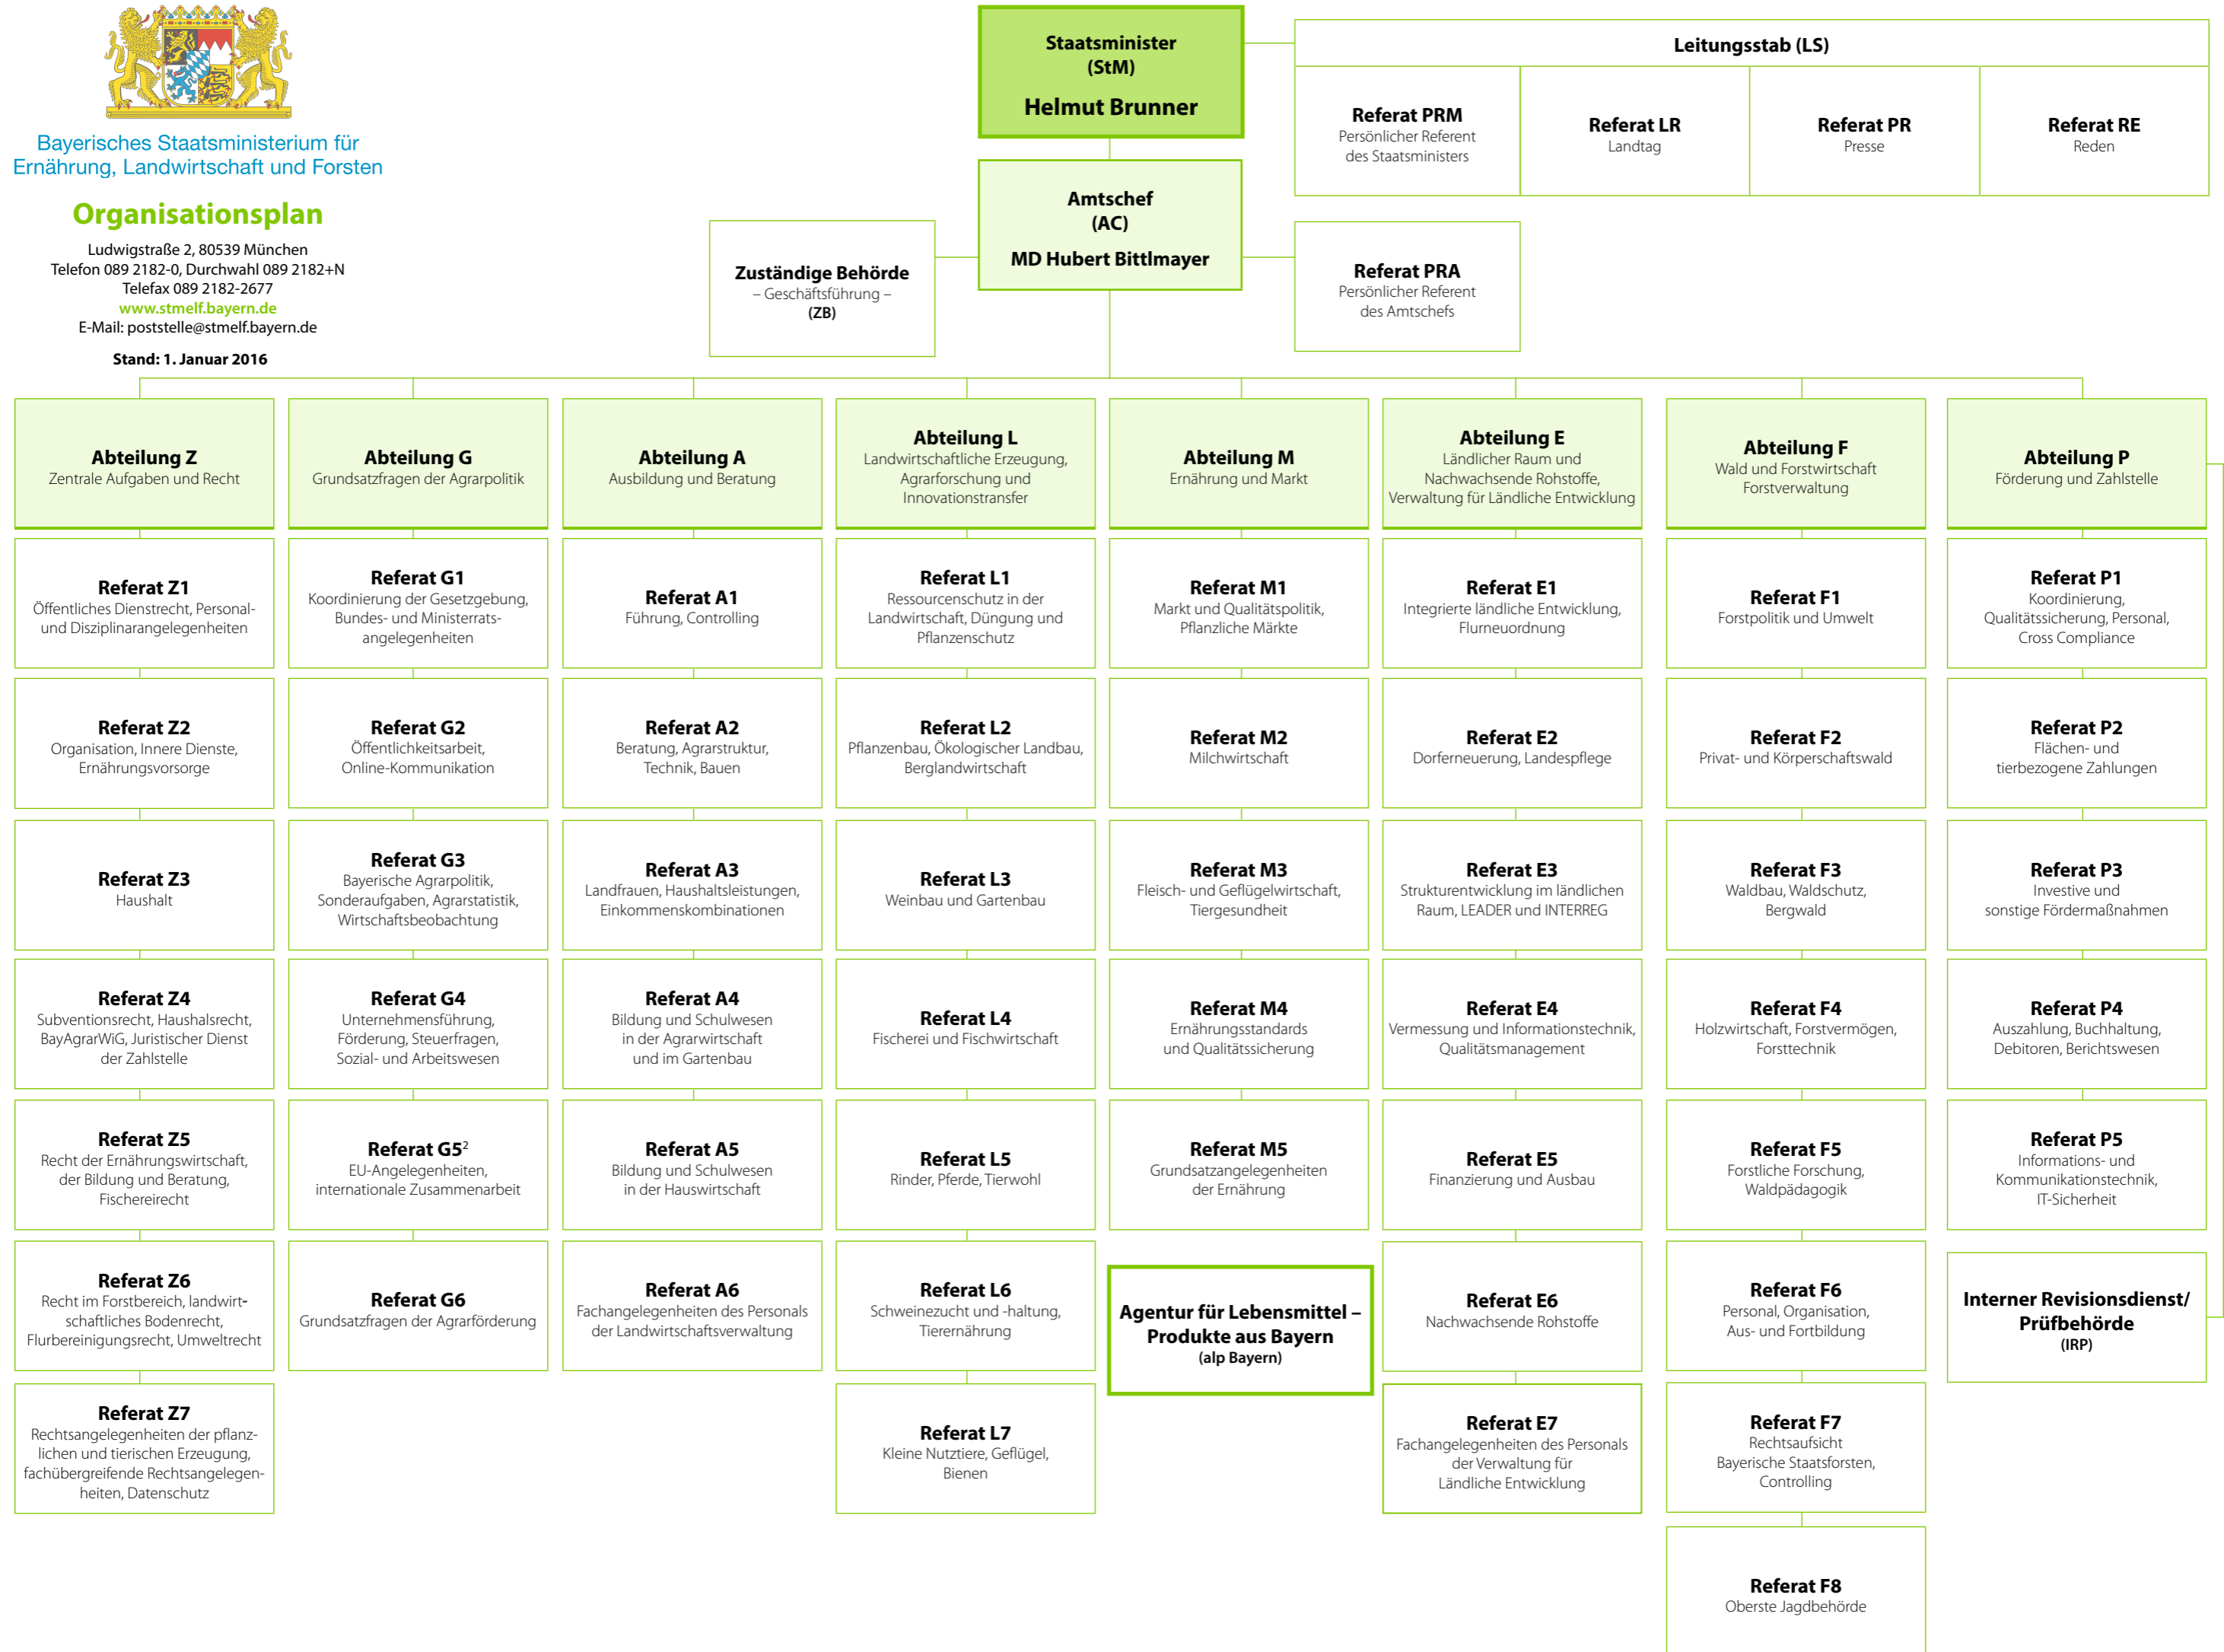 Bayerisches Staatsministerium für
Ernährung, Landwirtschaft und Forsten
Organisationsplan
Ludwigstraße 2, 80539 München
Telefon 089 2182-0, Durchwahl 089 2182+N
Telefax 089 2182-2677
www.stmelf.bayern.de
E-Mail: poststelle@stmelf.bayern.de
Stand: 1. Januar 2016
Staatsminister
(StM)
Helmut Brunner
Leitungsstab (LS)
Referat PRM
Persönlicher Referent
des Staatsministers
Referat LR
Landtag
Referat PR
Presse
Referat RE
Reden
Amtschef
(AC)
MD Hubert Bittlmayer
Zuständige Behörde
– Geschäftsführung –
(ZB)
Referat PRA
Persönlicher Referent
des Amtschefs
Abteilung Z
Zentrale Aufgaben und Recht
Referat Z1
Öffentliches Dienstrecht, Personal-
und Disziplinarangelegenheiten
Referat Z2
Organisation, Innere Dienste,
Ernährungsvorsorge
Referat Z3
Haushalt
Referat Z4
Subventionsrecht, Haushalsrecht,
BayAgrarWiG, Juristischer Dienst
der Zahlstelle
Referat Z5
Recht der Ernährungswirtschaft,
der Bildung und Beratung,
Fischereirecht
Referat Z6
Recht im Forstbereich, landwirt-
schaftliches Bodenrecht,
Flurbereinigungsrecht, Umweltrecht
Referat Z7
Rechtsangelegenheiten der pflanz-
lichen und tierischen Erzeugung,
fachübergreifende Rechtsangelegen-
heiten, Datenschutz
Abteilung G
Grundsatzfragen der Agrarpolitik
Referat G1
Koordinierung der Gesetzgebung,
Bundes- und Ministerrats-
angelegenheiten
Referat G2
Öffentlichkeitsarbeit,
Online-Kommunikation
Referat G3
Bayerische Agrarpolitik,
Sonderaufgaben, Agrarstatistik,
Wirtschaftsbeobachtung
Referat G4
Unternehmensführung,
Förderung, Steuerfragen,
Sozial- und Arbeitswesen
Referat G5²
EU-Angelegenheiten,
internationale Zusammenarbeit
Referat G6
Grundsatzfragen der Agrarförderung
Abteilung A
Ausbildung und Beratung
Referat A1
Führung, Controlling
Referat A2
Beratung, Agrarstruktur,
Technik, Bauen
Referat A3
Landfrauen, Haushaltsleistungen,
Einkommenskombinationen
Referat A4
Bildung und Schulwesen
in der Agrarwirtschaft
und im Gartenbau
Referat A5
Bildung und Schulwesen
in der Hauswirtschaft
Referat A6
Fachangelegenheiten des Personals
der Landwirtschaftsverwaltung
Abteilung L
Landwirtschaftliche Erzeugung,
Agrarforschung und
Innovationstransfer
Referat L1
Ressourcenschutz in der
Landwirtschaft, Düngung und
Pflanzenschutz
Referat L2
Pflanzenbau, Ökologischer Landbau,
Berglandwirtschaft
Referat L3
Weinbau und Gartenbau
Referat L4
Fischerei und Fischwirtschaft
Referat L5
Rinder, Pferde, Tierwohl
Referat L6
Schweinezucht und -haltung,
Tierernährung
Referat L7
Kleine Nutztiere, Geflügel,
Bienen
Abteilung M
Ernährung und Markt
Referat M1
Markt und Qualitätspolitik,
Pflanzliche Märkte
Referat M2
Milchwirtschaft
Referat M3
Fleisch- und Geflügelwirtschaft,
Tiergesundheit
Referat M4
Ernährungsstandards
und Qualitätssicherung
Referat M5
Grundsatzangelegenheiten
der Ernährung
Agentur für Lebensmittel –
Produkte aus Bayern
(alp Bayern)
Abteilung E
Ländlicher Raum und
Nachwachsende Rohstoffe,
Verwaltung für Ländliche Entwicklung
Referat E1
Integrierte ländliche Entwicklung,
Flurneuordnung
Referat E2
Dorferneuerung, Landespflege
Referat E3
Strukturentwicklung im ländlichen
Raum, LEADER und INTERREG
Referat E4
Vermessung und Informationstechnik,
Qualitätsmanagement
Referat E5
Finanzierung und Ausbau
Referat E6
Nachwachsende Rohstoffe
Referat E7
Fachangelegenheiten des Personals
der Verwaltung für
Ländliche Entwicklung
Abteilung F
Wald und Forstwirtschaft
Forstverwaltung
Referat F1
Forstpolitik und Umwelt
Referat F2
Privat- und Körperschaftswald
Referat F3
Waldbau, Waldschutz,
Bergwald
Referat F4
Holzwirtschaft, Forstvermögen,
Forsttechnik
Referat F5
Forstliche Forschung,
Waldpädagogik
Referat F6
Personal, Organisation,
Aus- und Fortbildung
Referat F7
Rechtsaufsicht
Bayerische Staatsforsten,
Controlling
Referat F8
Oberste Jagdbehörde
Abteilung P
Förderung und Zahlstelle
Referat P1
Koordinierung,
Qualitätssicherung, Personal,
Cross Compliance
Referat P2
Flächen- und
tierbezogene Zahlungen
Referat P3
Investive und
sonstige Fördermaßnahmen
Referat P4
Auszahlung, Buchhaltung,
Debitoren, Berichtswesen
Referat P5
Informations- und
Kommunikationstechnik,
IT-Sicherheit
Interner Revisionsdienst/
Prüfbehörde
(IRP)